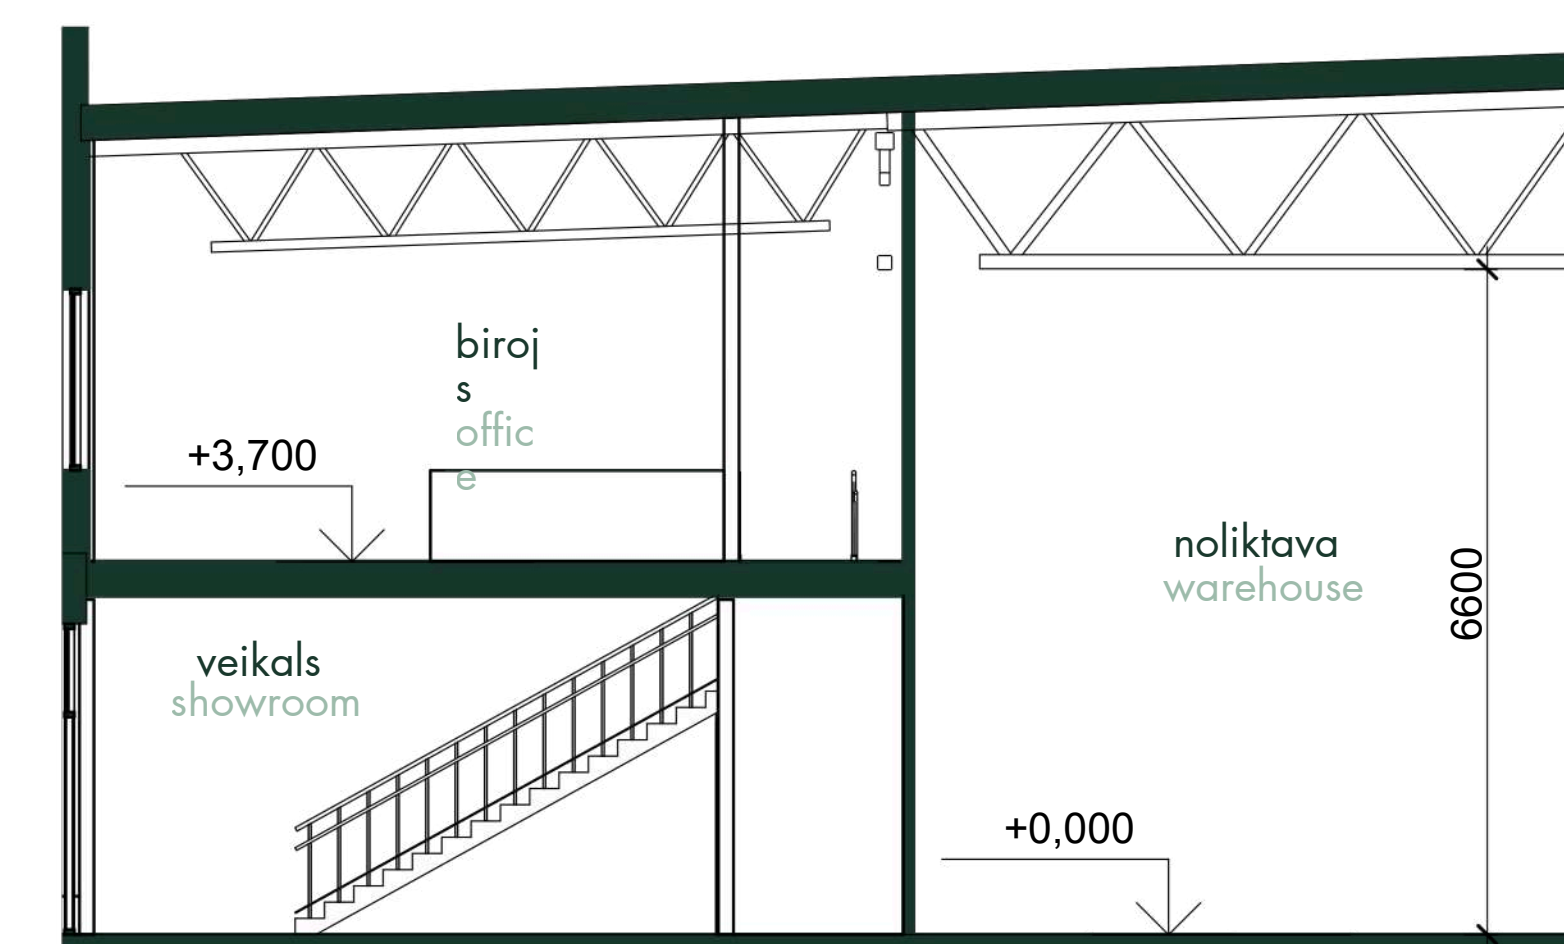 biroj
s
offic
e
+3,700
noliktava
warehouse
6600
veikals
showroom
+0,000